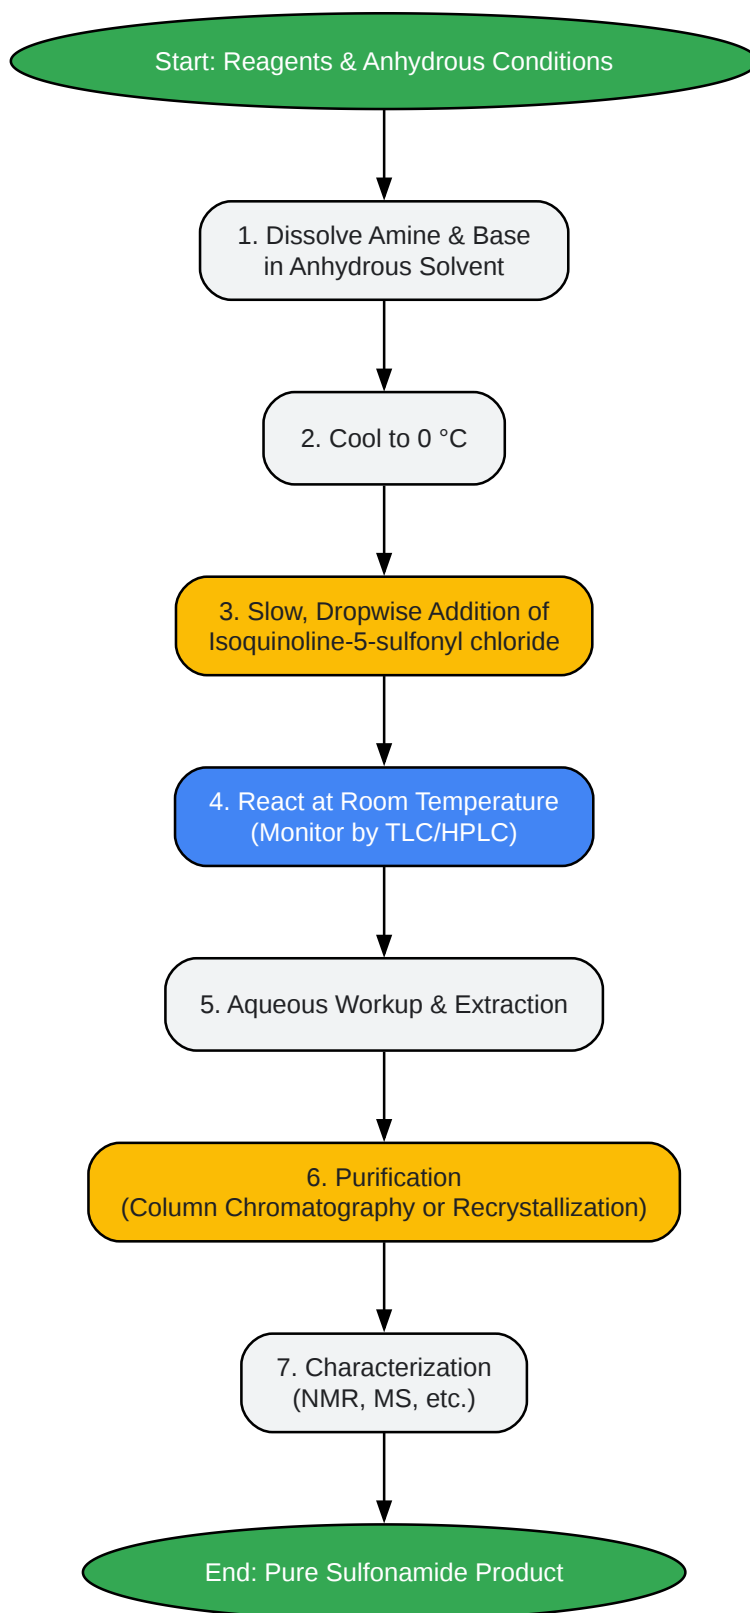 Start: Reagents & Anhydrous Conditions
1. Dissolve Amine & Base
in Anhydrous Solvent
2. Cool to 0 °C
3. Slow, Dropwise Addition of
Isoquinoline-5-sulfonyl chloride
4. React at Room Temperature
(Monitor by TLC/HPLC)
5. Aqueous Workup & Extraction
6. Purification
(Column Chromatography or Recrystallization)
7. Characterization
(NMR, MS, etc.)
End: Pure Sulfonamide Product